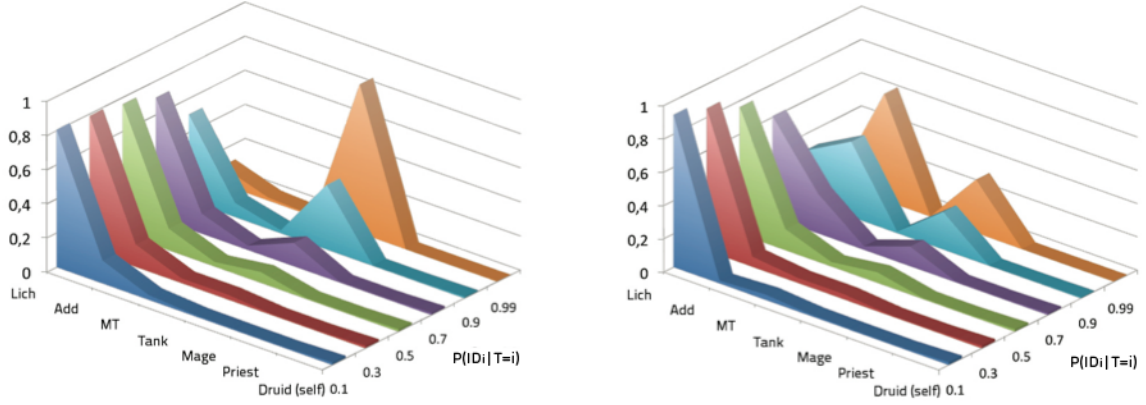 1
0,8
0,6
0,4
0,2
0
Lich
Add
MT
Tank
Mage
Priest
Druid (self)
0.1
0.3
0.5
0.7
0.9
0.99
P(IDi|T=i)
1
0,8
0,6
0,4
0,2
0
Lich
Add
MT
Tank
Mage
Priest
Druid (self)
0.1
0.3
0.5
0.7
0.9
0.99
P(IDi|T=i)